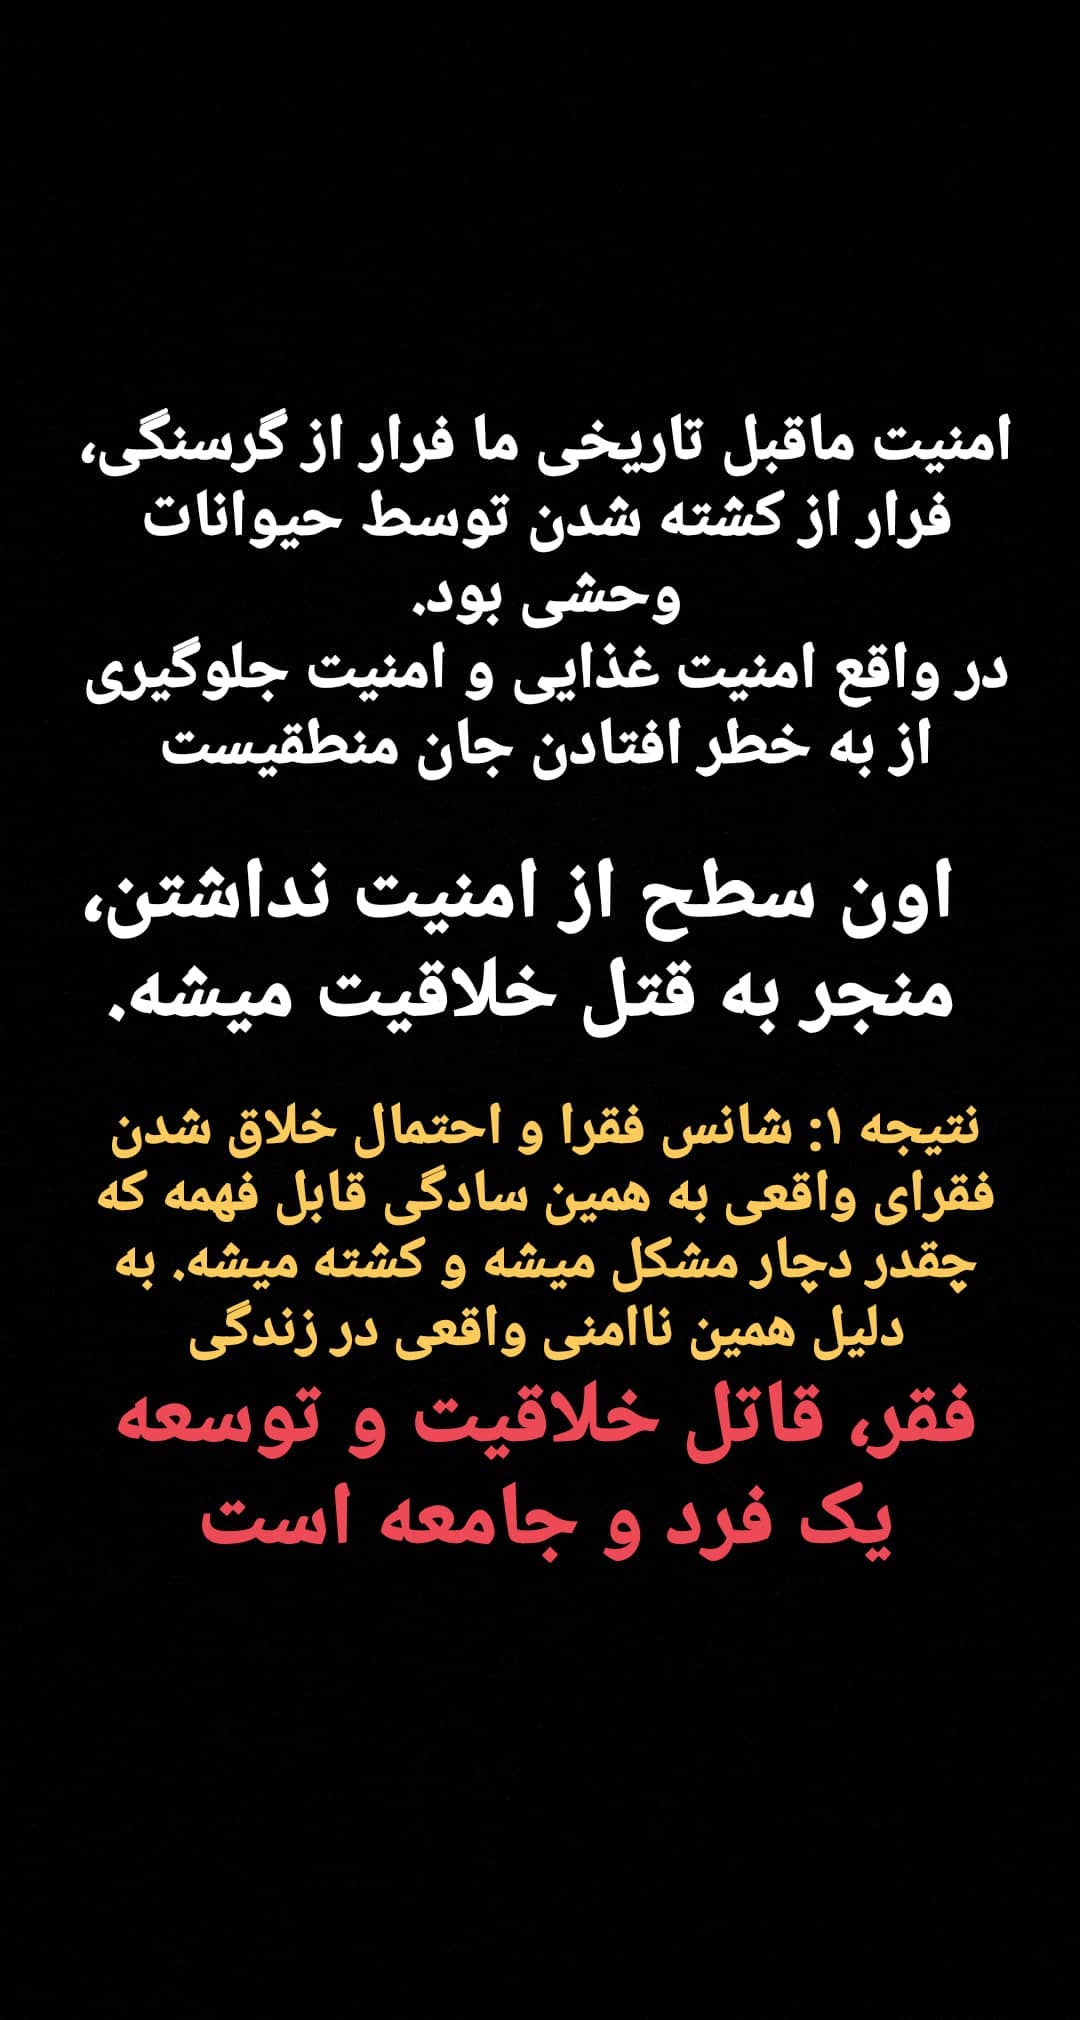 امنیت ماقبل تاریخی ما فرار از گرسنگی،
فرار از کشته شدن توسط حیوانات
وحشی بود.
در واقع امنیت غذایی و امنیت جلوگیری
از به خطر افتادن جان منطقیست
اون سطح از امنیت نداشتن،
منجر به قتل خلاقیت میشه.
نتیجه ۱: شانس فقرا و احتمال خلاق شدن
فقرای واقعی به همین سادگی قابل فهمه که
چقدر دچار مشکل میشه و کشته میشه. به
دلیل همین ناامنی واقعی در زندگی
فقر، قاتل خلاقیت و توسعه
یک فرد و جامعه است